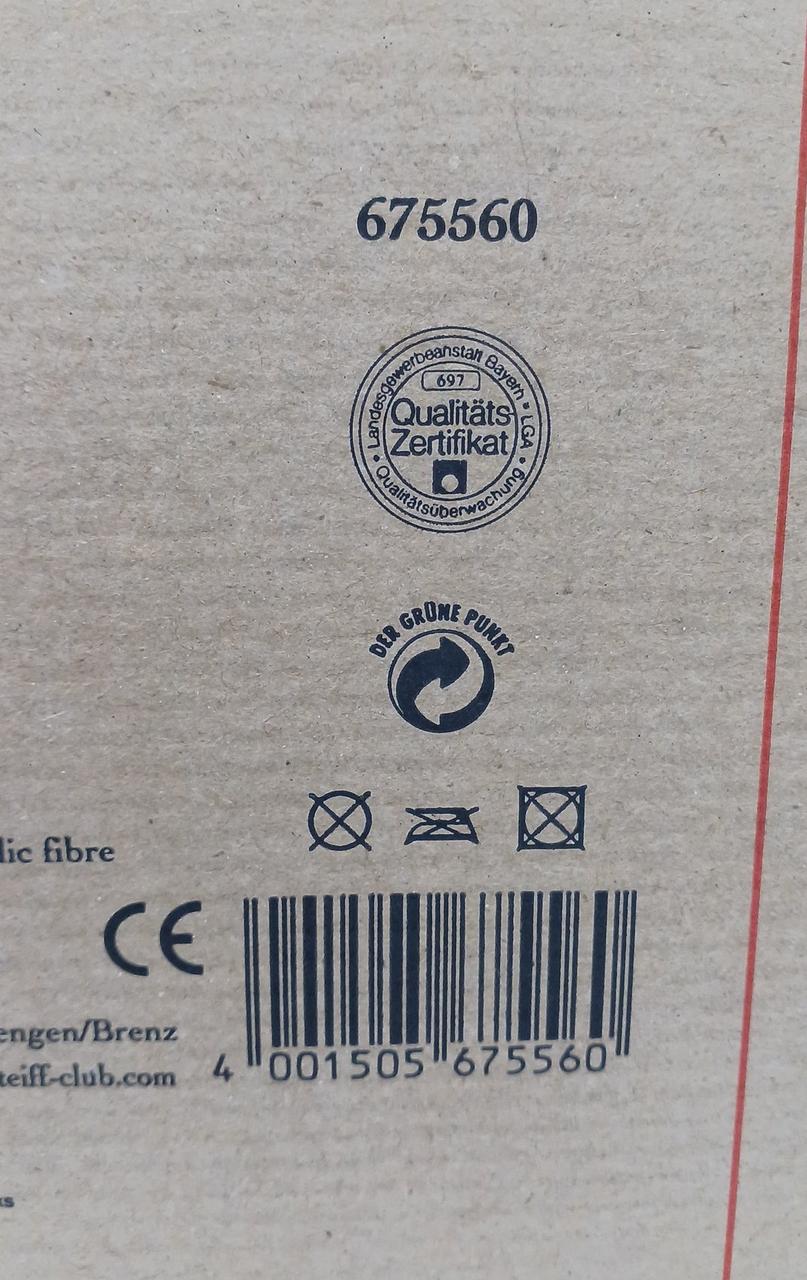 675560
Landesgewerbeanstalt Bayern • LGA
697
Qualitäts-
Zertifikat
• Qualitätsüberwachung •
DER GRÜNE PUNKT
lic fibre
CE
engen/Brenz
teiff-club.com
4 001505 675560